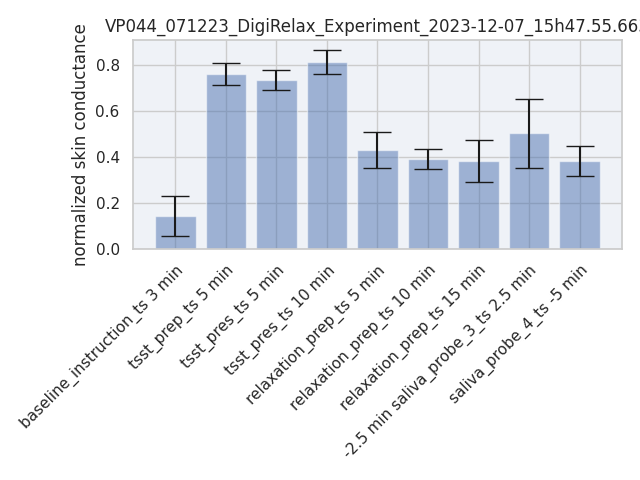 VP044_071223_DigiRelax_Experiment_2023-12-07_15h47.55.66
normalized skin conductance
0.8
0.6
0.4
0.2
0.0
baseline_instruction_ts 3 min
tsst_prep_ts 5 min
tsst_pres_ts 5 min
tsst_pres_ts 10 min
relaxation_prep_ts 5 min
relaxation_prep_ts 10 min
relaxation_prep_ts 15 min
-2.5 min saliva_probe_3_ts 2.5 min
saliva_probe_4_ts -5 min